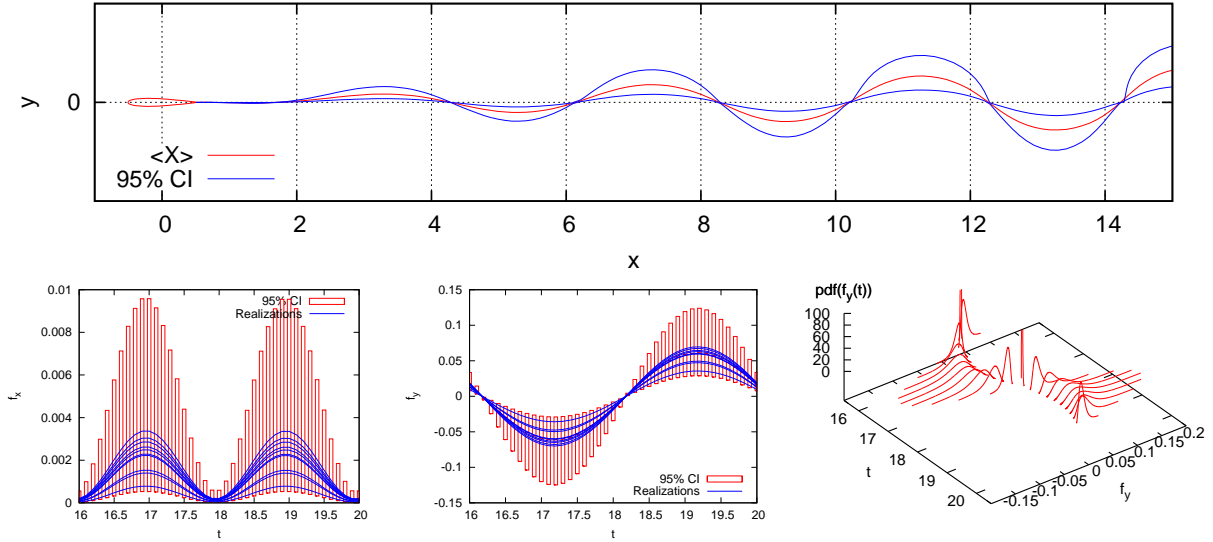 y
0
<X>
95% CI
0 2 4 6 8 10 12 14
x
0.01
0.008
0.006
0.004
0.002
0
f_x
95% CI
Realizations
16 16.5 17 17.5 18 18.5 19 19.5 20
t
0.15
0.1
0.05
0
-0.05
-0.1
-0.15
f_y
95% CI
Realizations
16 16.5 17 17.5 18 18.5 19 19.5 20
t
pdf(f_y(t))
100
80
60
40
20
0
16
17
18
19
20
t
-0.15
-0.1
-0.05
0
0.05
0.1
0.15
0.2
f_y